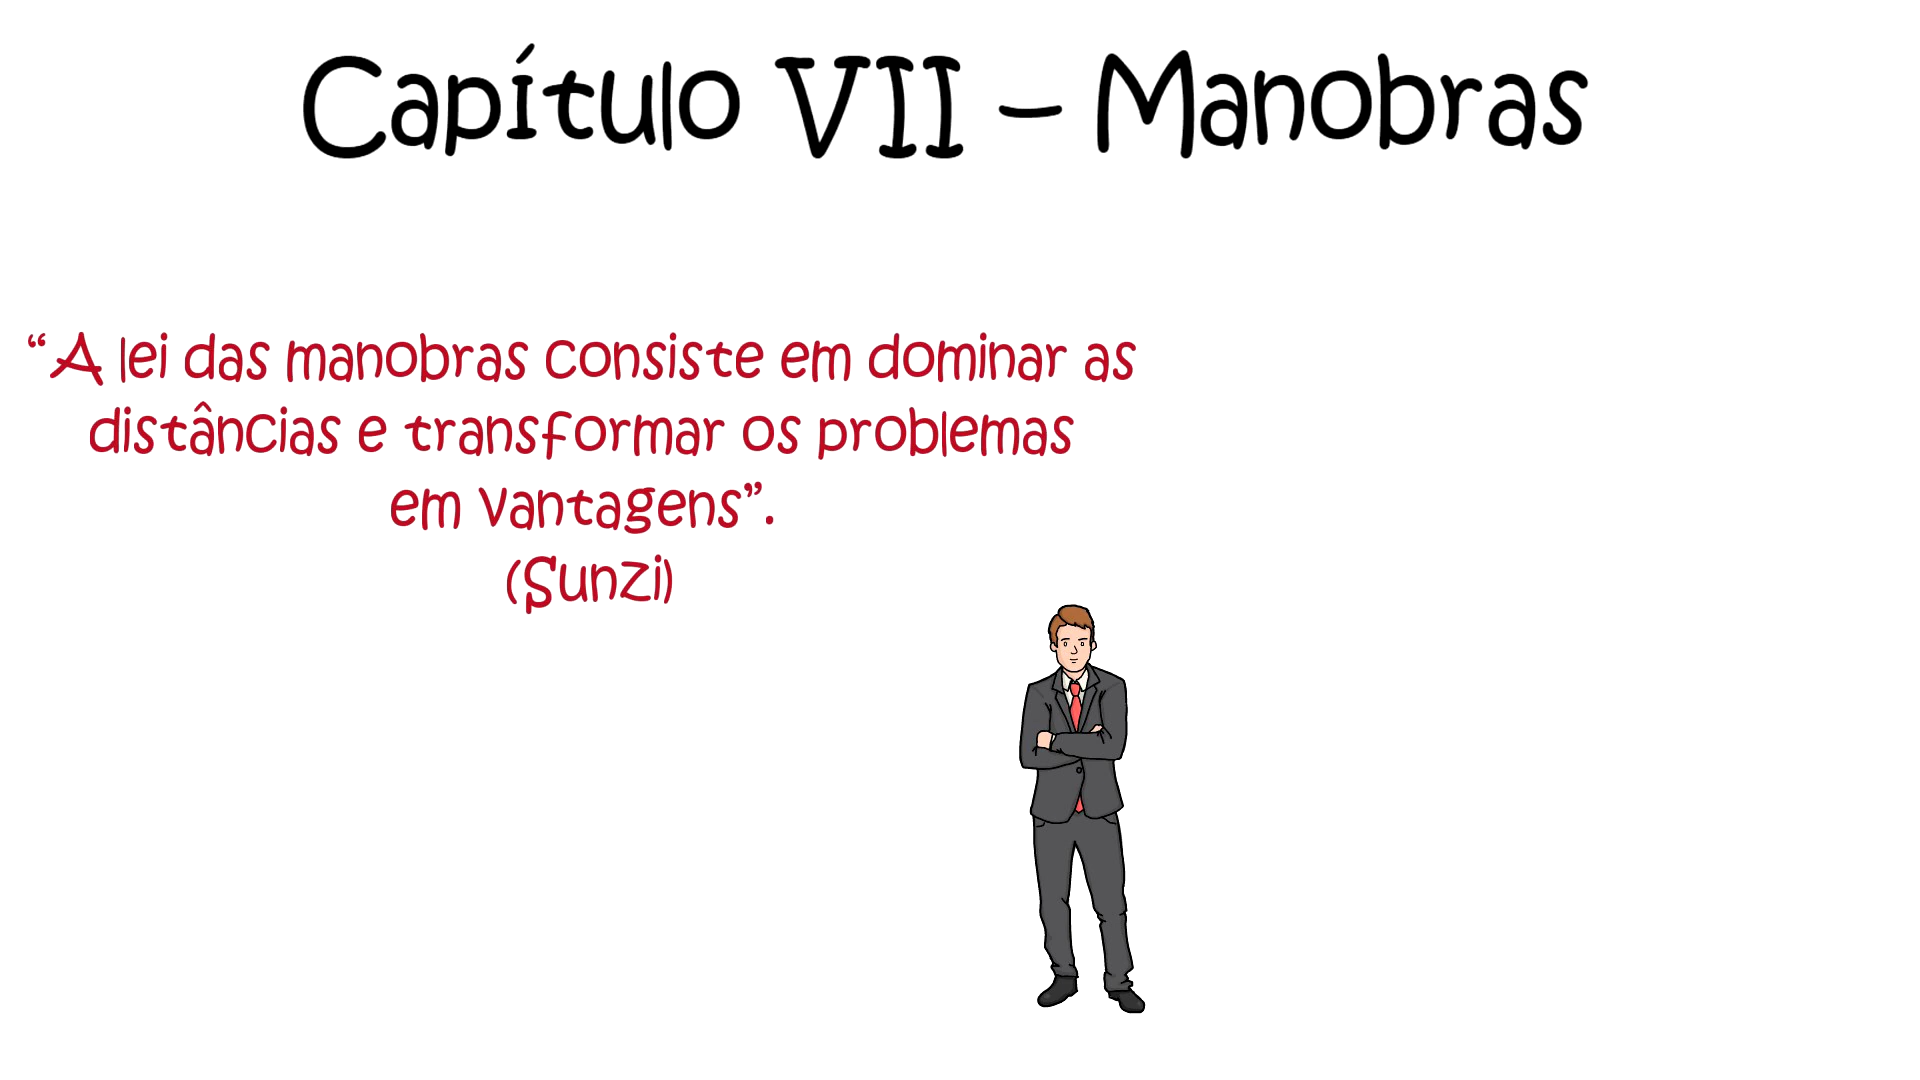 Capítulo VII – Manobras
“A lei das manobras consiste em dominar as
distâncias e transformar os problemas
em vantagens”.
(Sunzi)